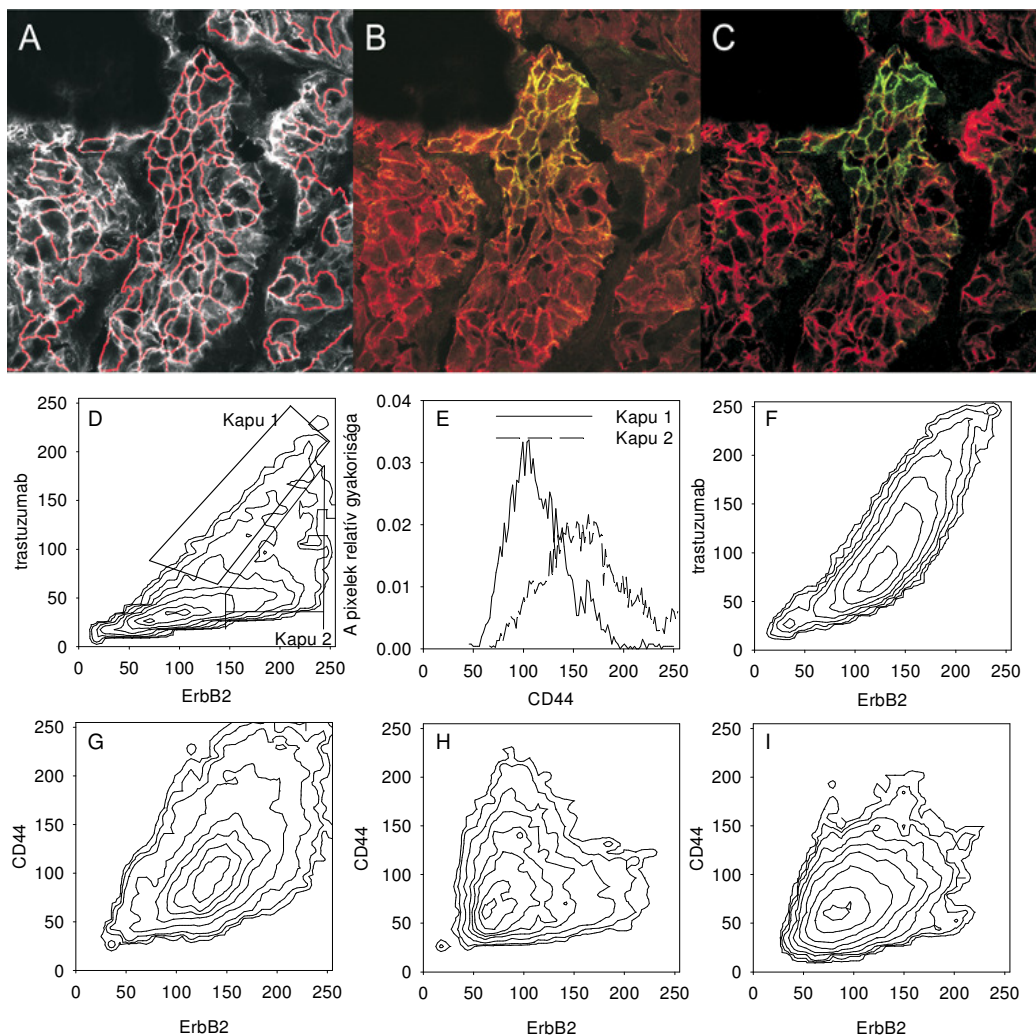 A B C
D
Kapu 1
Kapu 2
trastuzumab
250
200
150
100
50
0
0 50 100 150 200 250
ErbB2
E
Kapu 1
Kapu 2
A pixelek relatív gyakorisága
0.04
0.03
0.02
0.01
0.00
0 50 100 150 200 250
CD44
F
trastuzumab
250
200
150
100
50
0
0 50 100 150 200 250
ErbB2
G
CD44
250
200
150
100
50
0
0 50 100 150 200 250
ErbB2
H
CD44
250
200
150
100
50
0
0 50 100 150 200 250
ErbB2
I
CD44
250
200
150
100
50
0
0 50 100 150 200 250
ErbB2